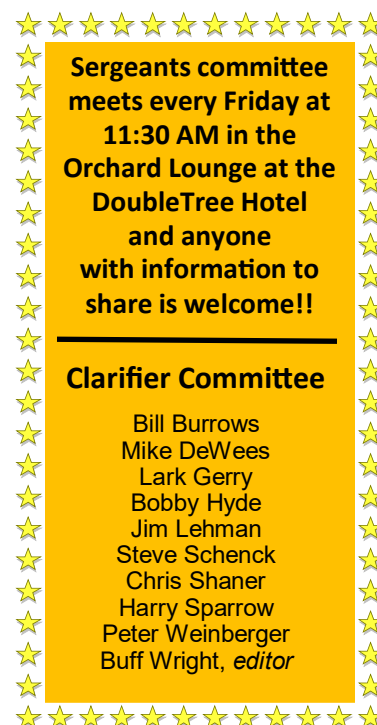 Sergeants committee
meets every Friday at
11:30 AM in the
Orchard Lounge at the
DoubleTree Hotel
and anyone
with information to
share is welcome!!
Clarifier Committee
Bill Burrows
Mike DeWees
Lark Gerry
Bobby Hyde
Jim Lehman
Steve Schenck
Chris Shaner
Harry Sparrow
Peter Weinberger
Buff Wright, editor